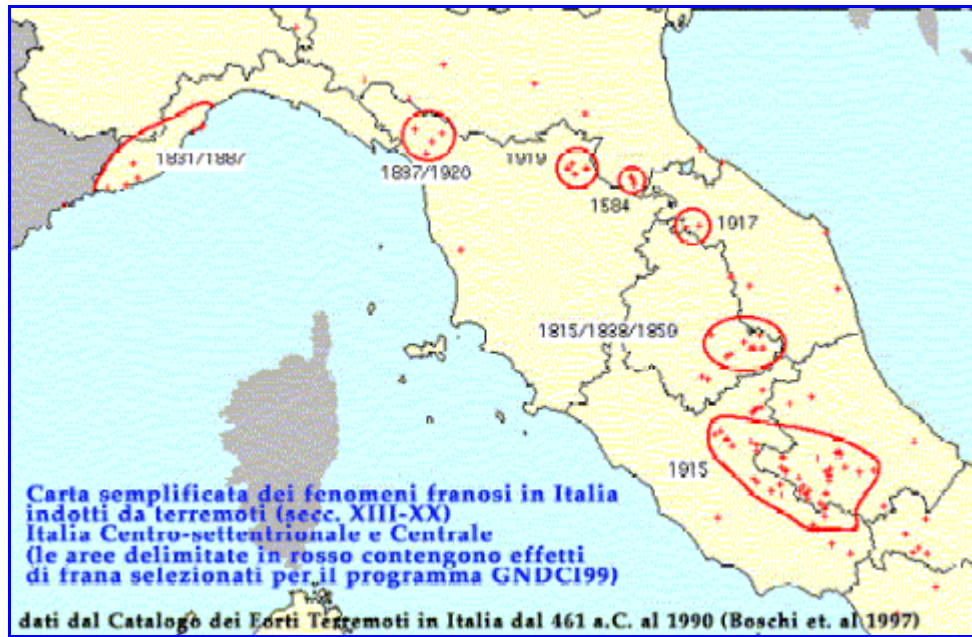 1831/1887
1837/1920
1919
1584
1917
1815/1838/1859
1915
Carta semplificata dei fenomeni franosi in Italia
indotti da terremoti (secc. XIII-XX)
Italia Centro-settentrionale e Centrale
(le aree delimitate in rosso contengono effetti
di frana selezionati per il programma GNDCI99)
dati dal Catalogo dei Forti Terremoti in Italia dal 461 a.C. al 1990 (Boschi et. al 1997)